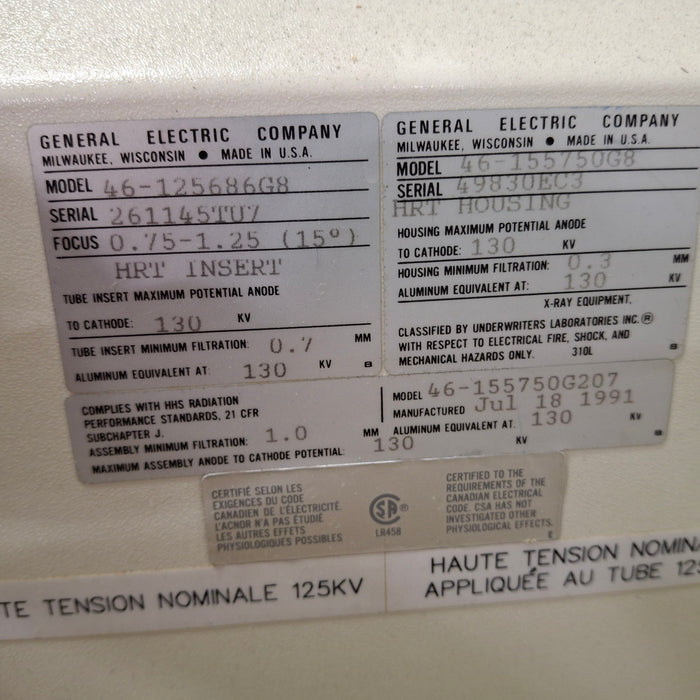 GENERAL ELECTRIC COMPANY
MILWAUKEE, WISCONSIN ● MADE IN U.S.A.
MODEL 46-125686G8
SERIAL 261145TU7
FOCUS 0.75-1.25 (15°)
HRT INSERT
TUBE INSERT MAXIMUM POTENTIAL ANODE
TO CATHODE: 130 KV
TUBE INSERT MINIMUM FILTRATION: 0.7 MM
ALUMINUM EQUIVALENT AT: 130 KV
GENERAL ELECTRIC COMPANY
MILWAUKEE, WISCONSIN ● MADE IN U.S.A.
MODEL 46-155750G8
SERIAL 49830EC3
HRT HOUSING
HOUSING MAXIMUM POTENTIAL ANODE
TO CATHODE: 130 KV
HOUSING MINIMUM FILTRATION: 0.3 MM
ALUMINUM EQUIVALENT AT: 130 KV
X-RAY EQUIPMENT.
CLASSIFIED BY UNDERWRITERS LABORATORIES INC.®
WITH RESPECT TO ELECTRICAL FIRE, SHOCK, AND
MECHANICAL HAZARDS ONLY. 310L
COMPLIES WITH HHS RADIATION
PERFORMANCE STANDARDS, 21 CFR
SUBCHAPTER J.
ASSEMBLY MINIMUM FILTRATION: 1.0 MM
MAXIMUM ASSEMBLY ANODE TO CATHODE POTENTIAL: 130 KV
MODEL 46-155750G207
MANUFACTURED Jul 18 1991
ALUMINUM EQUIVALENT AT. 130 KV
CERTIFIÉ SELON LES
EXIGENCES DU CODE
CANADIEN DE L'ÉLECTRICITÉ.
L'ACNOR N'A PAS ÉTUDIÉ
LES AUTRES EFFETS
PHYSIOLOGIQUES POSSIBLES
SA®
LR458
CERTIFIED TO THE
REQUIREMENTS OF THE
CANADIAN ELECTRICAL
CODE. CSA HAS NOT
INVESTIGATED OTHER
PHYSIOLOGICAL EFFECTS.
TE TENSION NOMINALE 125KV
HAUTE TENSION NOMINA
APPLIQUÉE AU TUBE 125